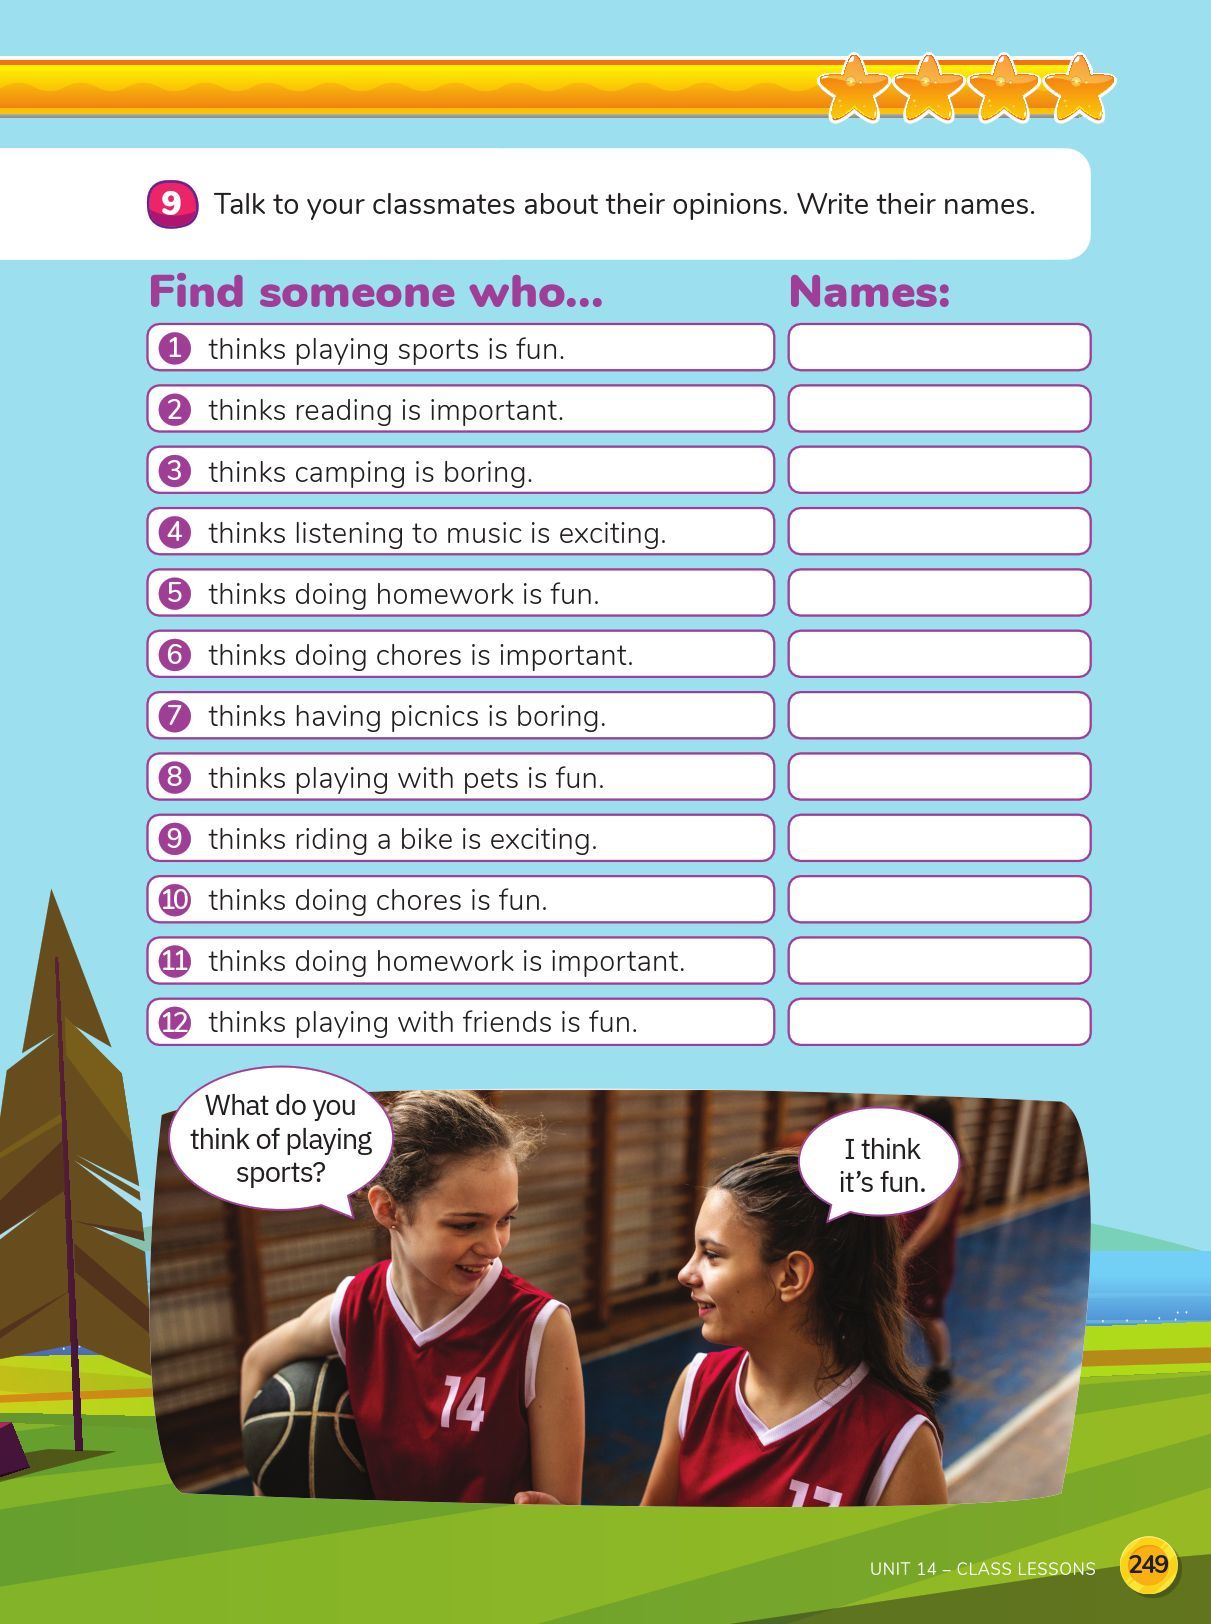 9 Talk to your classmates about their opinions. Write their names.
Find someone who... Names:
1 thinks playing sports is fun.
2 thinks reading is important.
3 thinks camping is boring.
4 thinks listening to music is exciting.
5 thinks doing homework is fun.
6 thinks doing chores is important.
7 thinks having picnics is boring.
8 thinks playing with pets is fun.
9 thinks riding a bike is exciting.
10 thinks doing chores is fun.
11 thinks doing homework is important.
12 thinks playing with friends is fun.
What do you
think of playing
sports?
I think
it's fun.
14
17
UNIT 14 – CLASS LESSONS 249